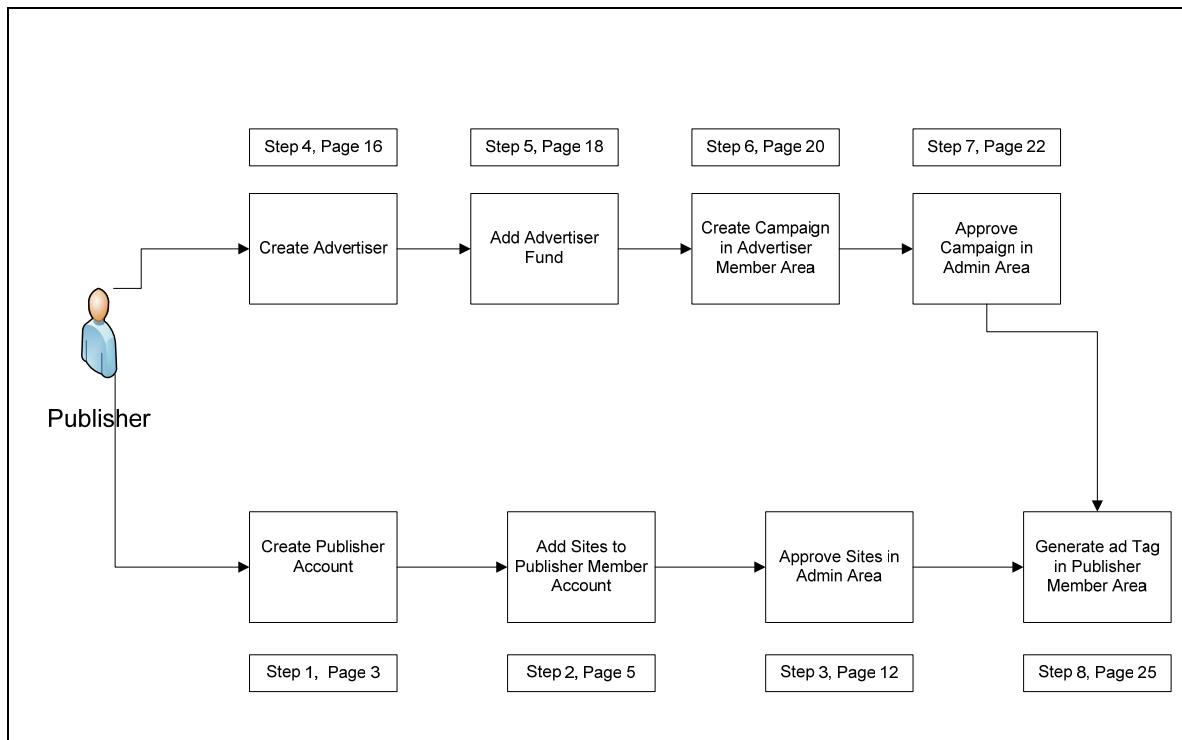 Step 4, Page 16
Step 5, Page 18
Step 6, Page 20
Step 7, Page 22
Create Advertiser
Add Advertiser
Fund
Create Campaign
in Advertiser
Member Area
Approve
Campaign in
Admin Area
Publisher
Create Publisher
Account
Add Sites to
Publisher Member
Account
Approve Sites in
Admin Area
Generate ad Tag
in Publisher
Member Area
Step 1, Page 3
Step 2, Page 5
Step 3, Page 12
Step 8, Page 25